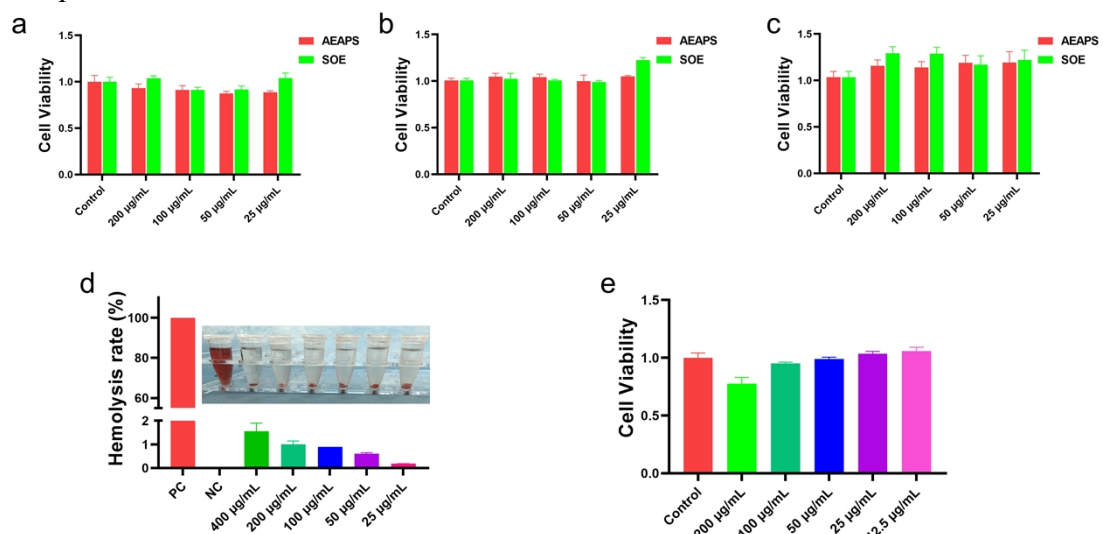 a
1.5
1.0
0.5
0.0
Cell Viability
AEAPS
SOE
Control
200 μg/mL
100 μg/mL
50 μg/mL
25 μg/mL
b
1.5
1.0
0.5
0.0
Cell Viability
AEAPS
SOE
Control
200 μg/mL
100 μg/mL
50 μg/mL
25 μg/mL
c
1.5
1.0
0.5
0.0
Cell Viability
AEAPS
SOE
Control
200 μg/mL
100 μg/mL
50 μg/mL
25 μg/mL
d
100
80
60
2
1
0
Hemolysis rate (%)
PC
NC
400 μg/mL
200 μg/mL
100 μg/mL
50 μg/mL
25 μg/mL
e
1.5
1.0
0.5
0.0
Cell Viability
Control
200 μg/mL
100 μg/mL
50 μg/mL
25 μg/mL
12.5 μg/mL